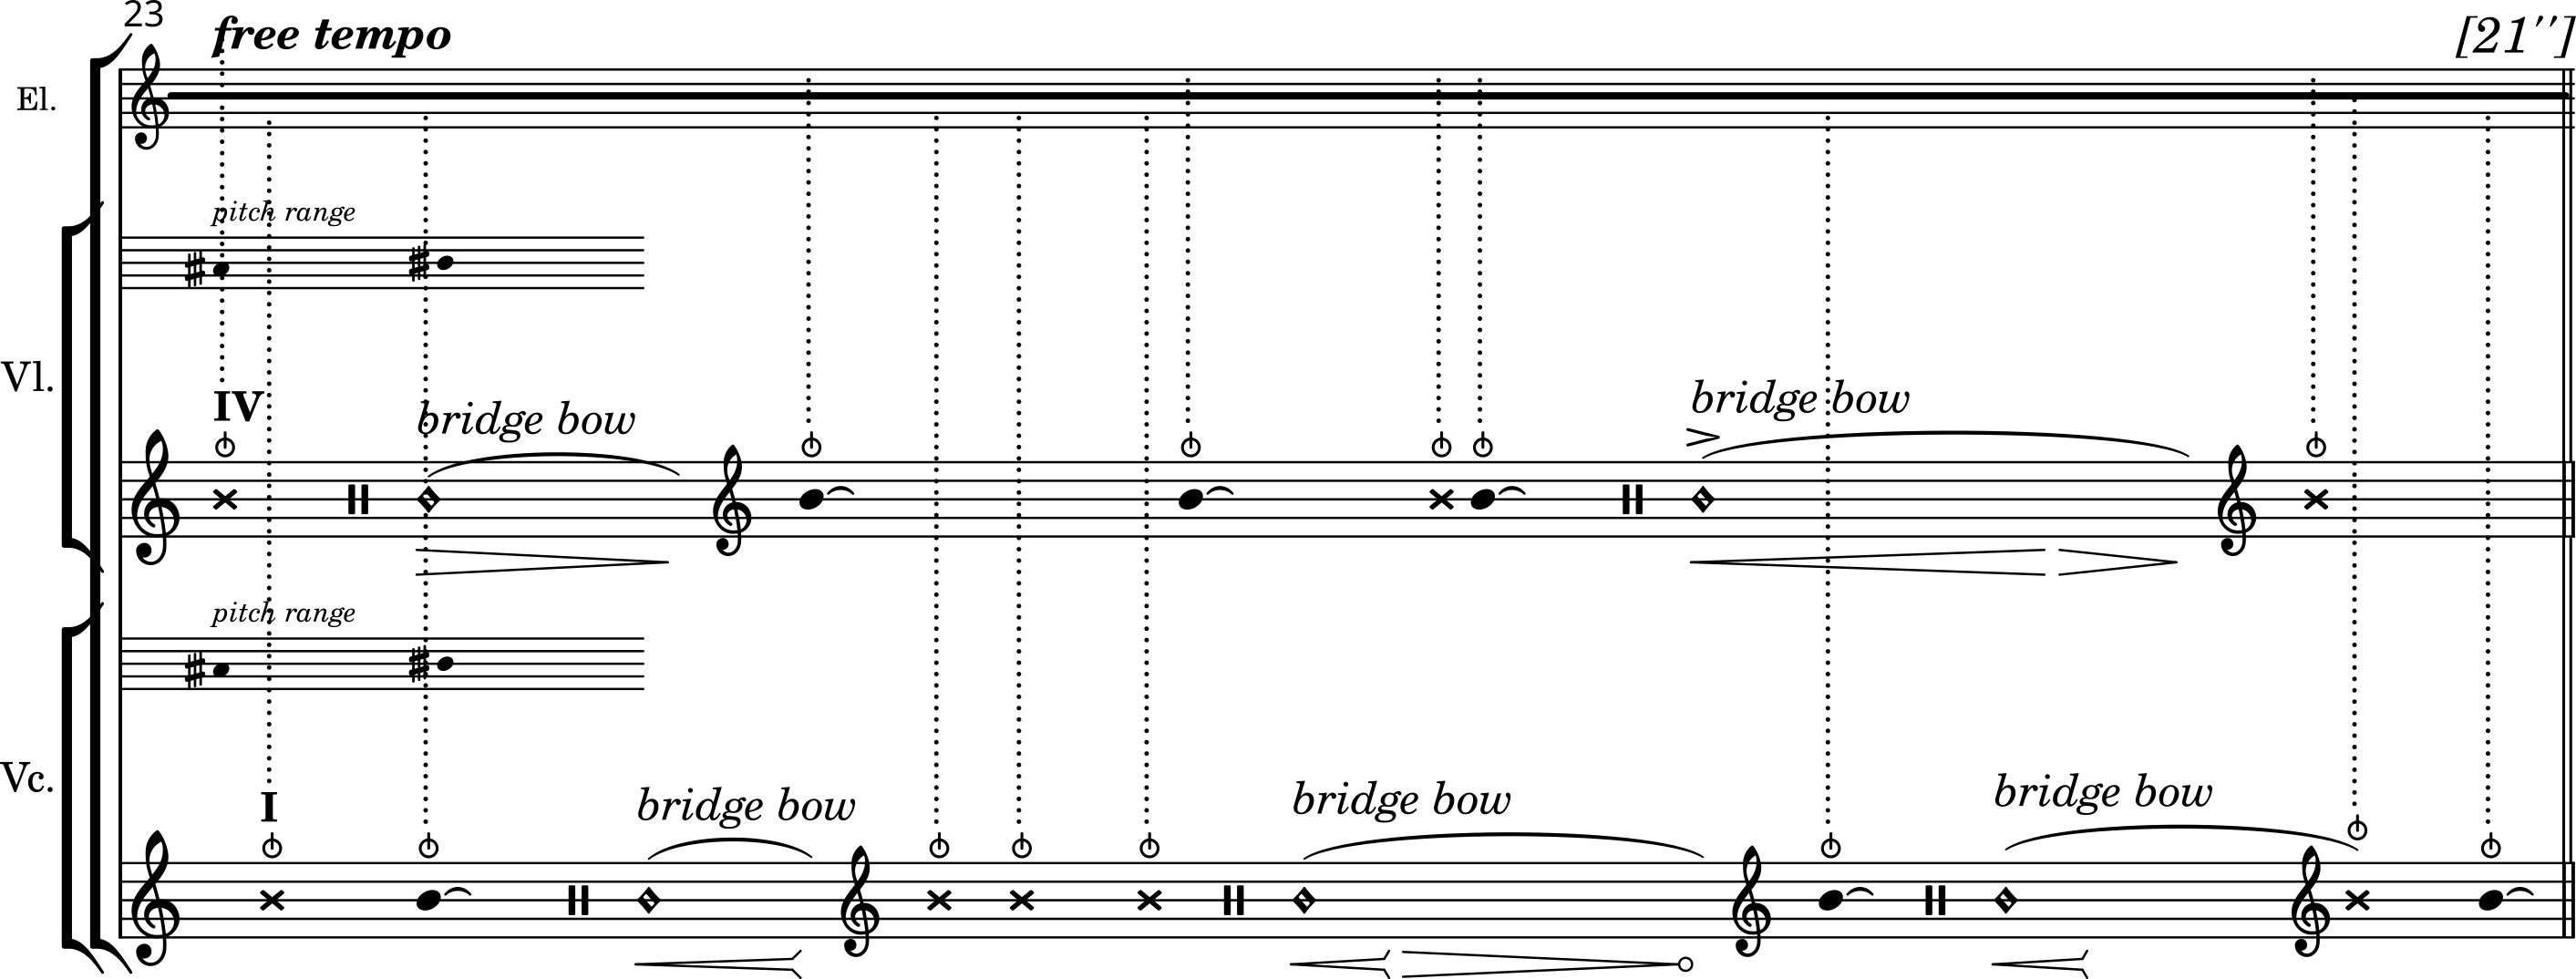 23
free tempo
[21'']
El.
pitch range
Vl.
IV
bridge bow
bridge bow
pitch range
Vc.
I
bridge bow
bridge bow
bridge bow